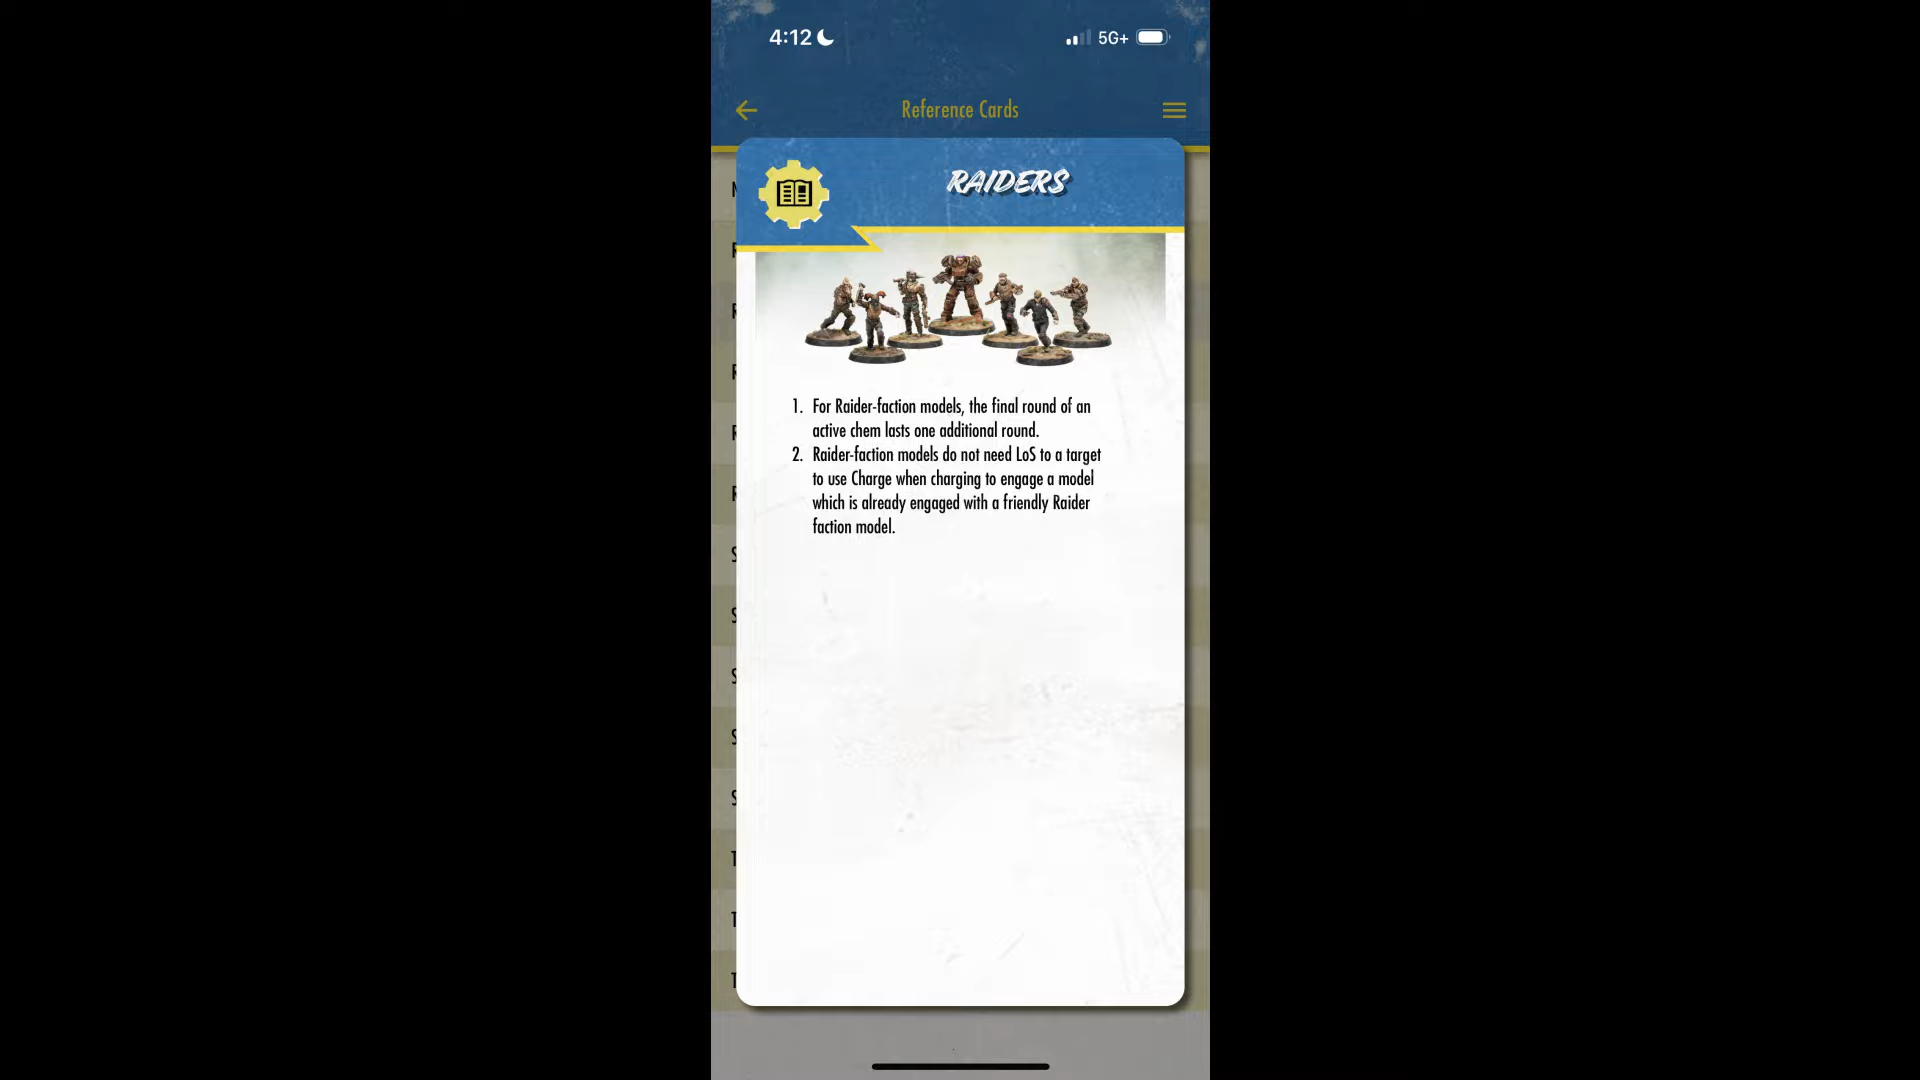 4:12
5G+
Reference Cards
RAIDERS
1. For Raider-faction models, the final round of an
active chem lasts one additional round.
2. Raider-faction models do not need LoS to a target
to use Charge when charging to engage a model
which is already engaged with a friendly Raider
faction model.